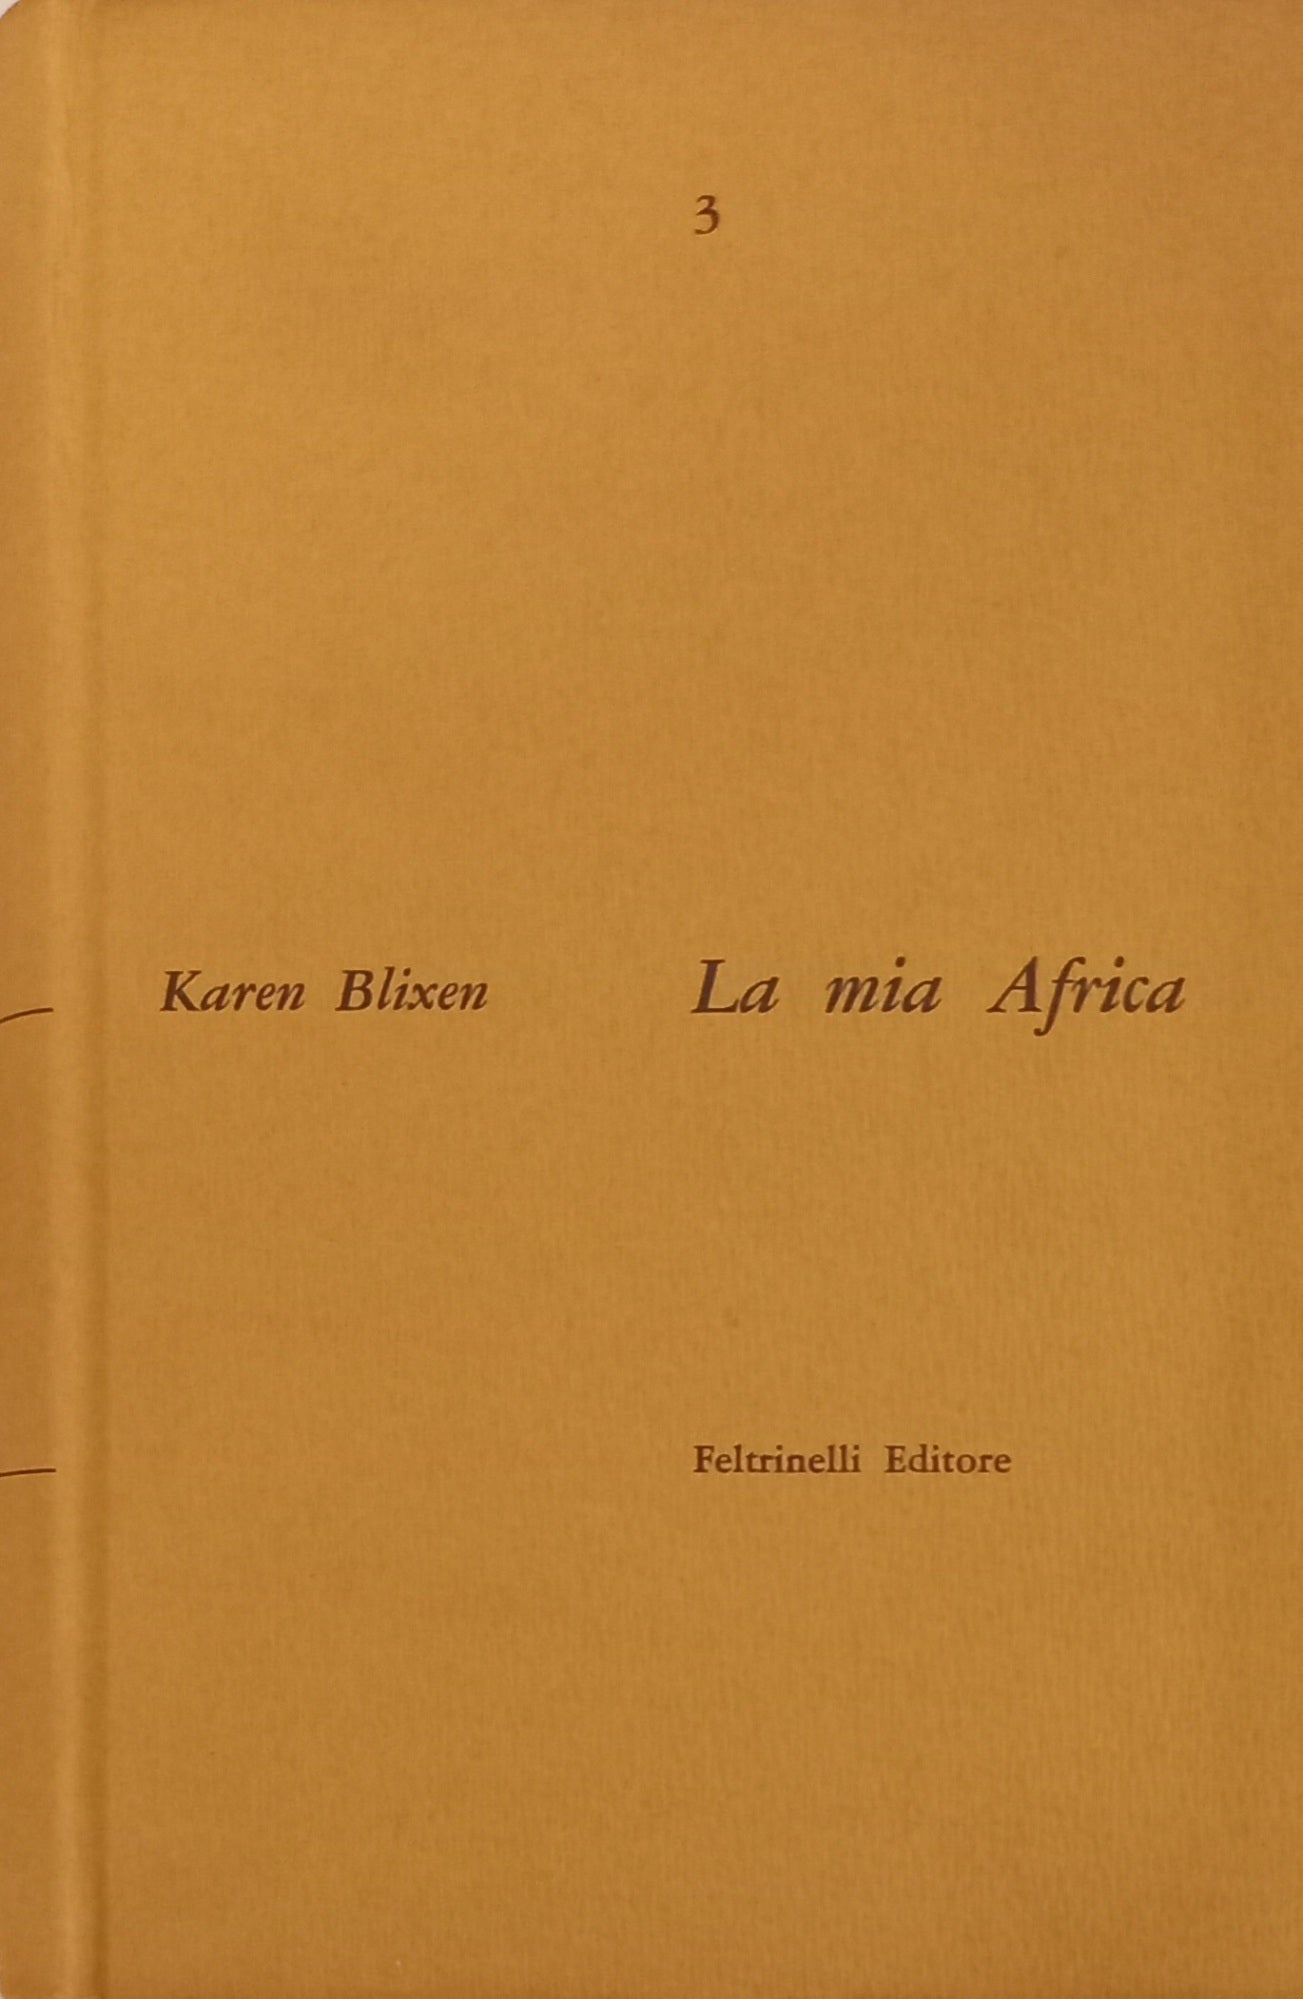 3
Karen Blixen La mia Africa
Feltrinelli Editore